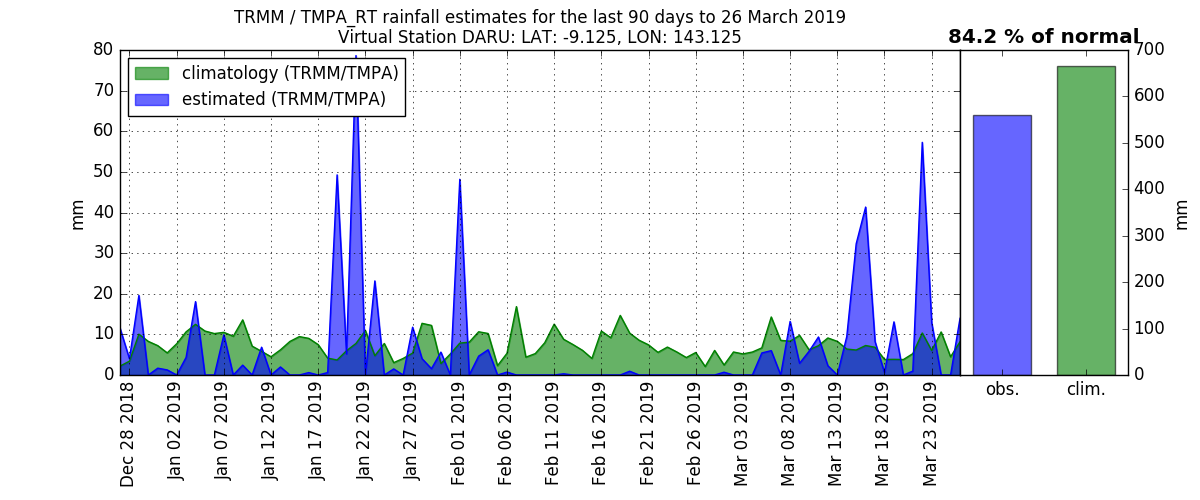 TRMM / TMPA_RT rainfall estimates for the last 90 days to 26 March 2019
Virtual Station DARU: LAT: -9.125, LON: 143.125
84.2 % of normal
climatology (TRMM/TMPA)
estimated (TRMM/TMPA)
80
70
60
50
40
30
20
10
0
mm
700
600
500
400
300
200
100
0
mm
Dec 28 2018
Jan 02 2019
Jan 07 2019
Jan 12 2019
Jan 17 2019
Jan 22 2019
Jan 27 2019
Feb 01 2019
Feb 06 2019
Feb 11 2019
Feb 16 2019
Feb 21 2019
Feb 26 2019
Mar 03 2019
Mar 08 2019
Mar 13 2019
Mar 18 2019
Mar 23 2019
obs.
clim.